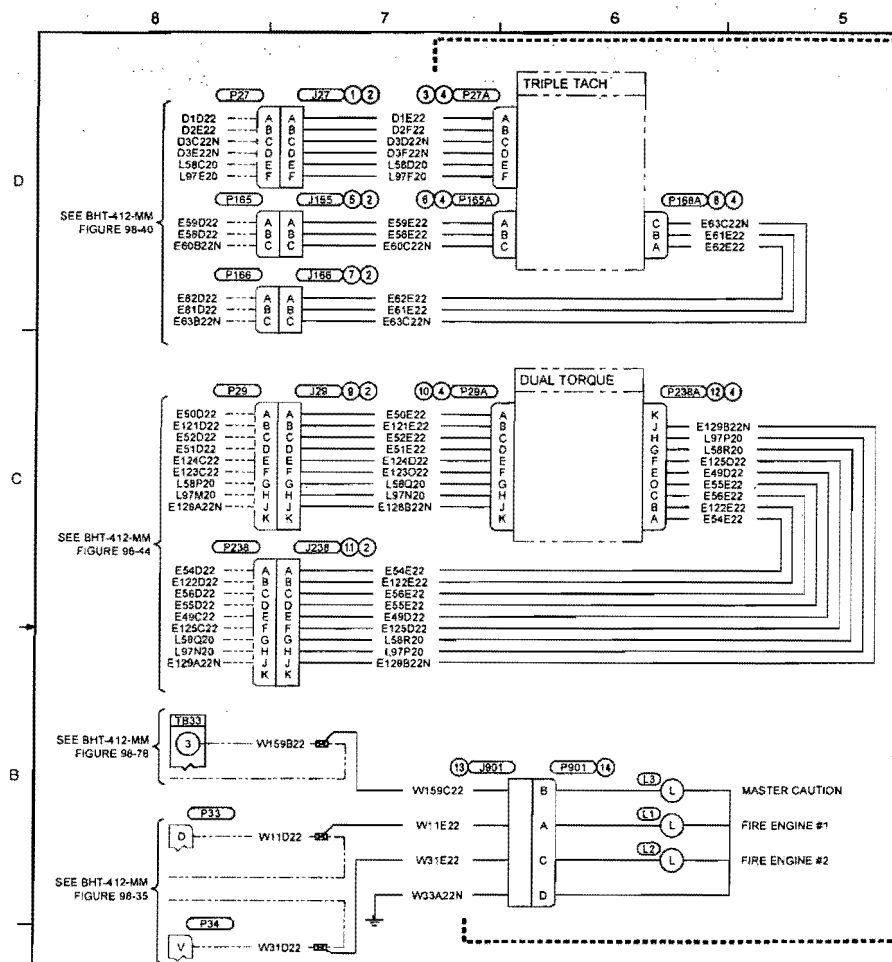 8 7 6 5
TRIPLE TACH
P27 J27 1 2 3 4 P27A
D1D22 A A D1E22 A
D2E22 B B D2F22 B
D3C22N C C D3D22N C
D3E22N D D D3F22N D
L58C20 E E L58D20 E
L97E20 F F L97F20 F
D
SEE BHT-412-MM
FIGURE 98-40
P165 J165 5 2 6 4 P165A P166A 8 4
E59D22 A A E59E22 A C E63C22N
E58D22 B B E58E22 B B E61E22
E60B22N C C E60C22N C A E62E22
P166 J166 7 2
E62D22 A A E62E22
E61D22 B B E61E22
E63B22N C C E63C22N
DUAL TORQUE
P29 J29 9 2 10 4 P29A P238A 12 4
E50D22 A A E50E22 A K
E121D22 B B E121E22 B J E129B22N
E52D22 C C E52E22 C H L97P20
E51D22 D D E51E22 D G L58R20
E124C22 E E E124D22 E F E125D22
E123C22 F F E123D22 F E E49D22
L58P20 G G L58Q20 G D E55E22
L97M20 H H L97N20 H C E56E22
E128A22N J J E128B22N J B E122E22
K K K A E54E22
C
SEE BHT-412-MM
FIGURE 98-44
P238 J238 11 2
E54D22 A A E54E22
E122D22 B B E122E22
E56D22 C C E56E22
E55D22 D D E55E22
E49C22 E E E49D22
E125C22 F F E125D22
L58Q20 G G L58R20
L97N20 H H L97P20
E129A22N J J E129B22N
K K
TB33
3 W159B22
SEE BHT-412-MM
FIGURE 98-78
B
13 J901 P901 14
W159C22 B L3 L MASTER CAUTION
W11E22 A L1 L FIRE ENGINE #1
W31E22 C L2 L FIRE ENGINE #2
W33A22N D
P33
D W11D22
SEE BHT-412-MM
FIGURE 98-35
P34
V W31D22